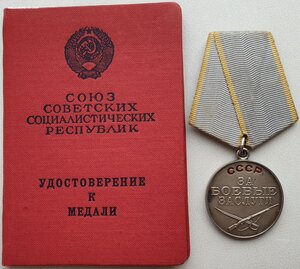 СОЮЗ
СОВЕТСКИХ
СОЦИАЛИСТИЧЕСКИХ
РЕСПУБЛИК
УДОСТОВЕРЕНИЕ
К
МЕДАЛИ
СССР
ЗА
БОЕВЫЕ
ЗАСЛУГИ